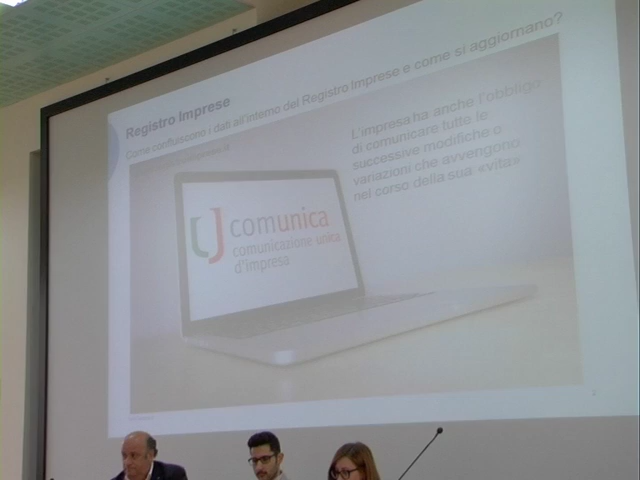 Registro Imprese
Come confluiscono i dati all'interno del Registro Imprese e come si aggiornano?
L'impresa ha anche l'obbligo
di comunicare tutte le
successive modifiche o
variazioni che avvengono
nel corso della sua «vita»
comunica
comunicazione unica
d'impresa